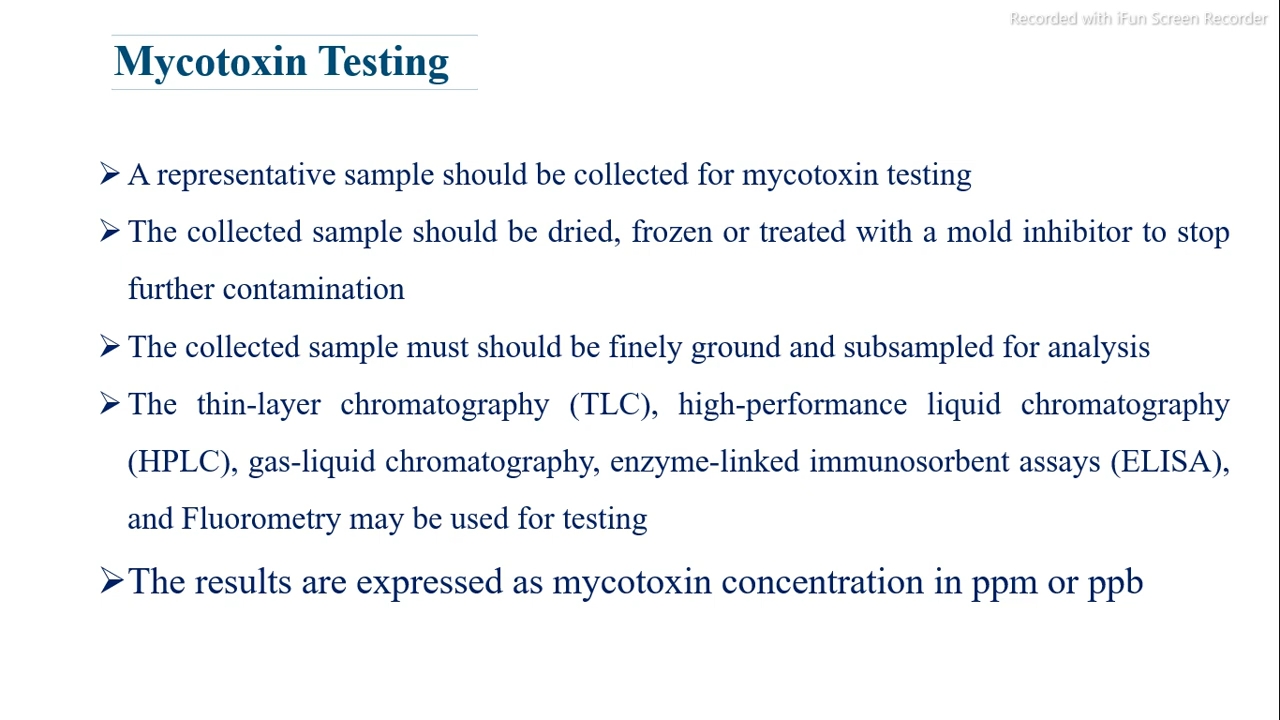 Recorded with iFun Screen Recorder
Mycotoxin Testing
➢ A representative sample should be collected for mycotoxin testing
➢ The collected sample should be dried, frozen or treated with a mold inhibitor to stop
further contamination
➢ The collected sample must should be finely ground and subsampled for analysis
➢ The thin-layer chromatography (TLC), high-performance liquid chromatography
(HPLC), gas-liquid chromatography, enzyme-linked immunosorbent assays (ELISA),
and Fluorometry may be used for testing
➢ The results are expressed as mycotoxin concentration in ppm or ppb